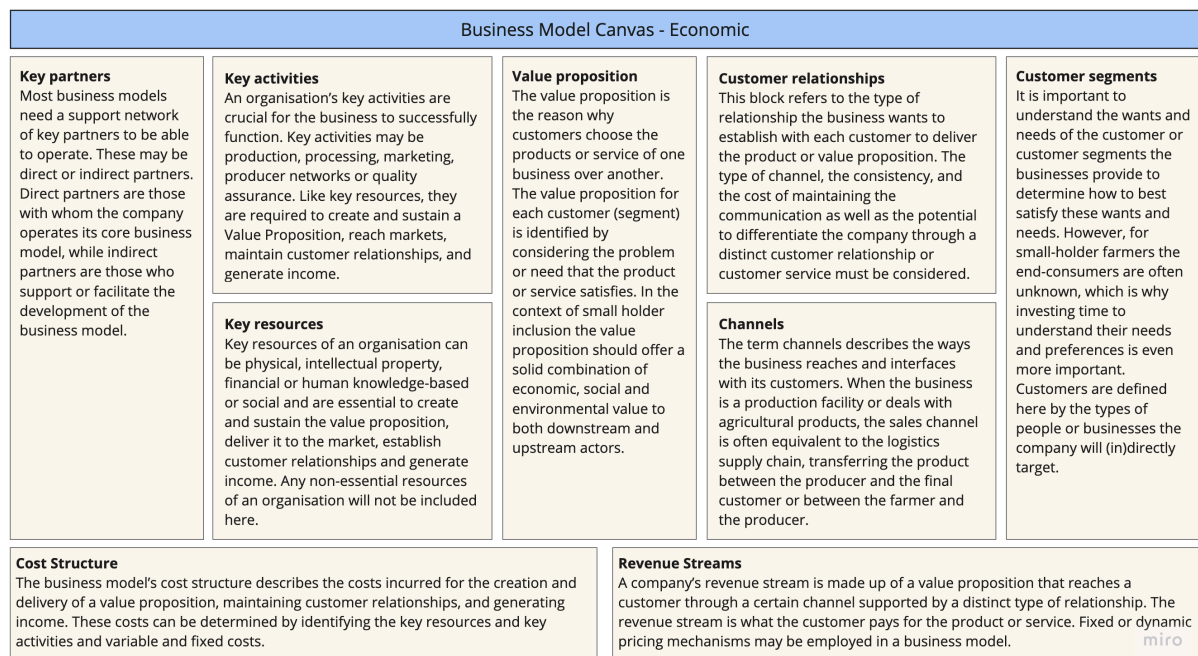 Business Model Canvas - Economic
Key partners
Most business models
need a support network
of key partners to be able
to operate. These may be
direct or indirect partners.
Direct partners are those
with whom the company
operates its core business
model, while indirect
partners are those who
support or facilitate the
development of the
business model.
Key activities
An organisation’s key activities are
crucial for the business to successfully
function. Key activities may be
production, processing, marketing,
producer networks or quality
assurance. Like key resources, they
are required to create and sustain a
Value Proposition, reach markets,
maintain customer relationships, and
generate income.
Key resources
Key resources of an organisation can
be physical, intellectual property,
financial or human knowledge-based
or social and are essential to create
and sustain the value proposition,
deliver it to the market, establish
customer relationships and generate
income. Any non-essential resources
of an organisation will not be included
here.
Value proposition
The value proposition is
the reason why
customers choose the
products or service of one
business over another.
The value proposition for
each customer (segment)
is identified by
considering the problem
or need that the product
or service satisfies. In the
context of small holder
inclusion the value
proposition should offer a
solid combination of
economic, social and
environmental value to
both downstream and
upstream actors.
Customer relationships
This block refers to the type of
relationship the business wants to
establish with each customer to deliver
the product or value proposition. The
type of channel, the consistency, and
the cost of maintaining the
communication as well as the potential
to differentiate the company through a
distinct customer relationship or
customer service must be considered.
Channels
The term channels describes the ways
the business reaches and interfaces
with its customers. When the business
is a production facility or deals with
agricultural products, the sales channel
is often equivalent to the logistics
supply chain, transferring the product
between the producer and the final
customer or between the farmer and
the producer.
Customer segments
It is important to
understand the wants and
needs of the customer or
customer segments the
businesses provide to
determine how to best
satisfy these wants and
needs. However, for
small-holder farmers the
end-consumers are often
unknown, which is why
investing time to
understand their needs
and preferences is even
more important.
Customers are defined
here by the types of
people or businesses the
company will (in)directly
target.
Cost Structure
The business model’s cost structure describes the costs incurred for the creation and
delivery of a value proposition, maintaining customer relationships, and generating
income. These costs can be determined by identifying the key resources and key
activities and variable and fixed costs.
Revenue Streams
A company’s revenue stream is made up of a value proposition that reaches a
customer through a certain channel supported by a distinct type of relationship. The
revenue stream is what the customer pays for the product or service. Fixed or dynamic
pricing mechanisms may be employed in a business model.
miro